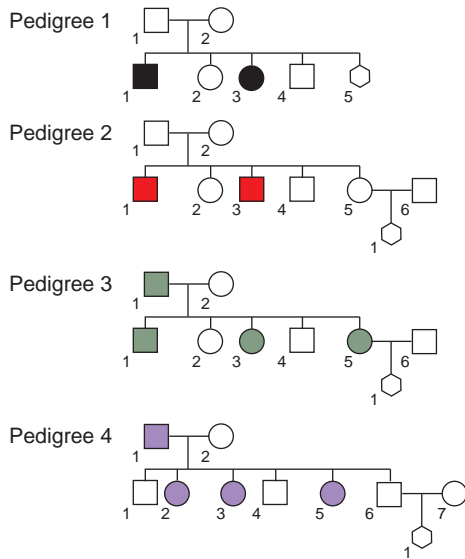 Pedigree 1
1 2
1 2 3 4 5
Pedigree 2
1 2
1 2 3 4 5 6
1
Pedigree 3
1 2
1 2 3 4 5 6
1
Pedigree 4
1 2
1 2 3 4 5 6 7
1